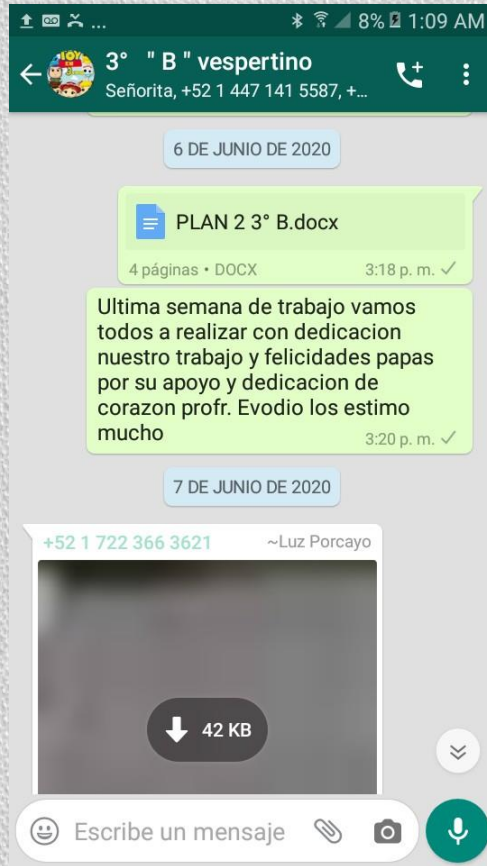 ... 8% 1:09 AM
3° " B " vespertino
Señorita, +52 1 447 141 5587, +...
6 DE JUNIO DE 2020
PLAN 2 3° B.docx
4 páginas • DOCX 3:18 p. m.
Ultima semana de trabajo vamos
todos a realizar con dedicacion
nuestro trabajo y felicidades papas
por su apoyo y dedicacion de
corazon profr. Evodio los estimo
mucho
3:20 p. m.
7 DE JUNIO DE 2020
+52 1 722 366 3621 ~Luz Porcayo
42 KB
Escribe un mensaje